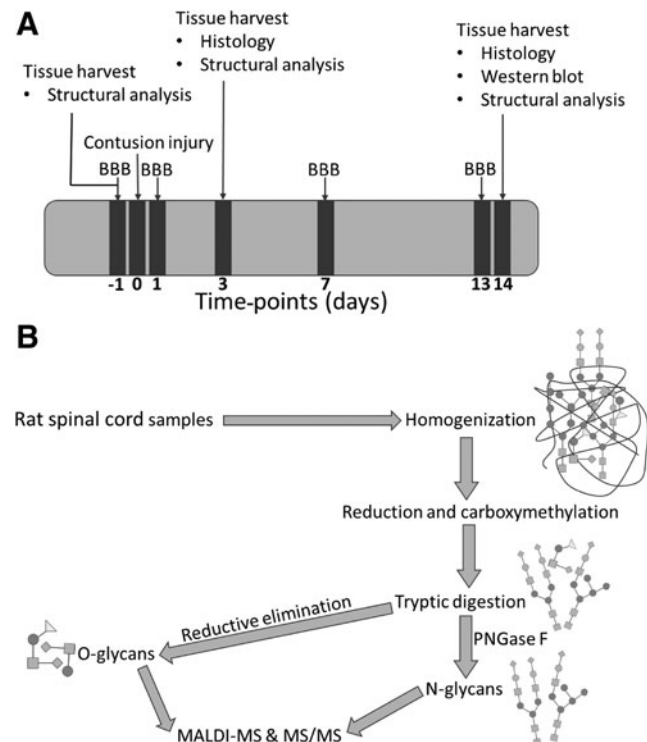 A
Tissue harvest
• Histology
• Structural analysis
Tissue harvest
• Histology
• Western blot
• Structural analysis
Tissue harvest
• Structural analysis
Contusion injury
BBB BBB BBB BBB
-1 0 1 3 7 13 14
Time-points (days)
B
Rat spinal cord samples
Homogenization
Reduction and carboxymethylation
Tryptic digestion
Reductive elimination
PNGase F
O-glycans
N-glycans
MALDI-MS & MS/MS